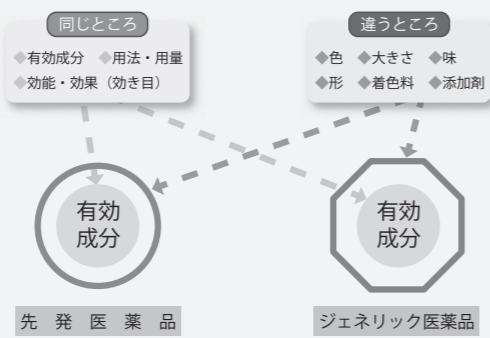 同じところ
◆有効成分 ◆用法・用量
◆効能・効果（効き目）
違うところ
◆色 ◆大きさ ◆味
◆形 ◆着色料 ◆添加剤
有効
成分
有効
成分
先発医薬品
ジェネリック医薬品